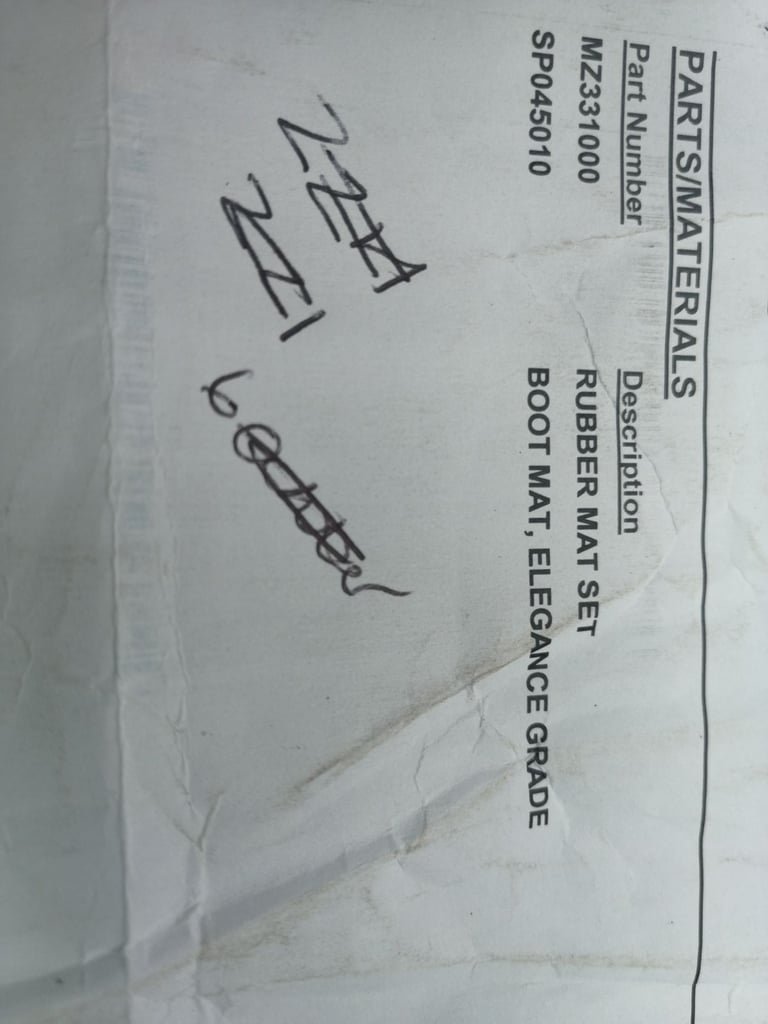 PARTS/MATERIALS
Part Number Description
MZ331000 RUBBER MAT SET
SP045010 BOOT MAT, ELEGANCE GRADE